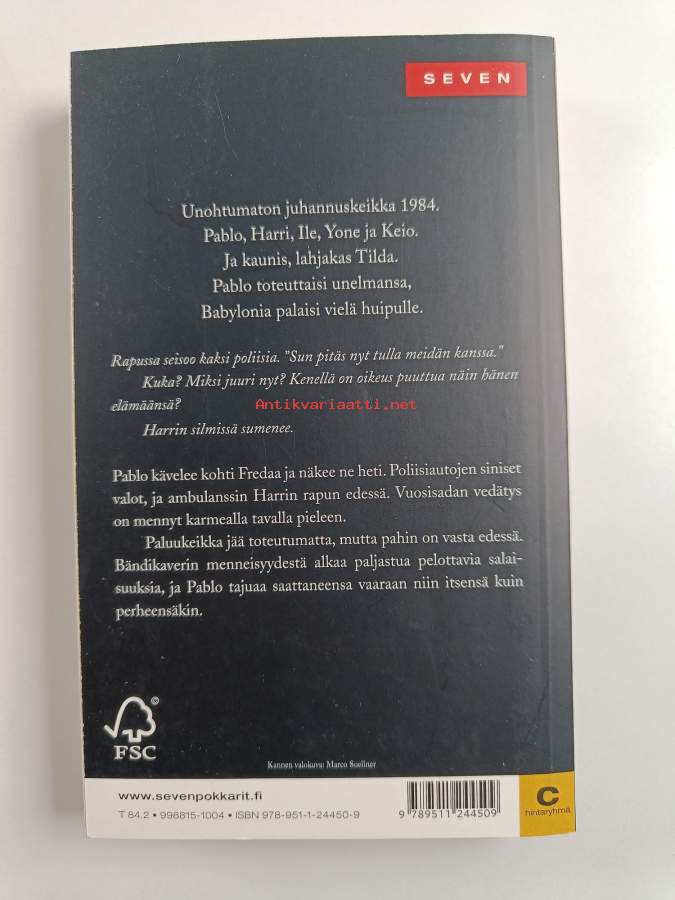 SEVEN
Unohtumaton juhannuskeikka 1984.
Pablo, Harri, Ile, Yone ja Keio.
Ja kaunis, lahjakas Tilda.
Pablo toteuttaisi unelmansa,
Babylonia palaisi vielä huipulle.
Rapussa seisoo kaksi poliisia. "Sun pitäs nyt tulla meidän kanssa."
Kuka? Miksi juuri nyt? Kenellä on oikeus puuttua näin hänen
elämäänsä?
Antikvariaatti.net
Harrin silmissä sumenee.
Pablo kävelee kohti Fredaa ja näkee ne heti. Poliisiautojen siniset
valot, ja ambulanssin Harrin rapun edessä. Vuosisadan vedätys
on mennyt karmealla tavalla pieleen.
Paluukeikka jää toteutumatta, mutta pahin on vasta edessä.
Bändikaverin menneisyydestä alkaa paljastua pelottavia salai-
suuksia, ja Pablo tajuaa saattaneensa vaaraan niin itsensä kuin
perheensäkin.
©
FSC
Kannen valokuva: Marco Soellner
www.sevenpokkarit.fi
T 84.2 • 998815-1004 • ISBN 978-951-1-24450-9
9 789511 244509
C
hintaryhmä